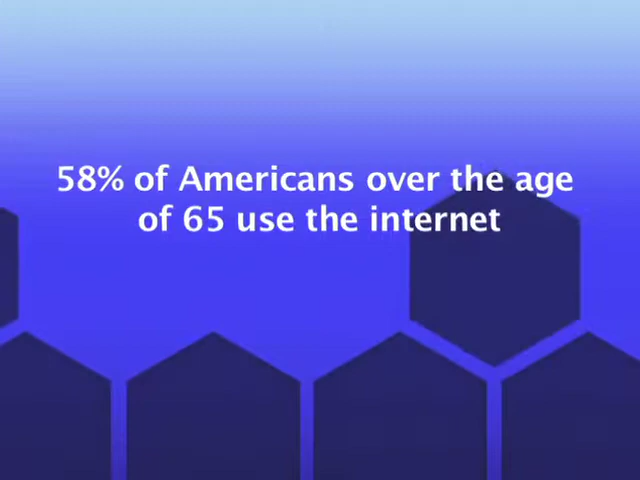 58% of Americans over the age
of 65 use the internet